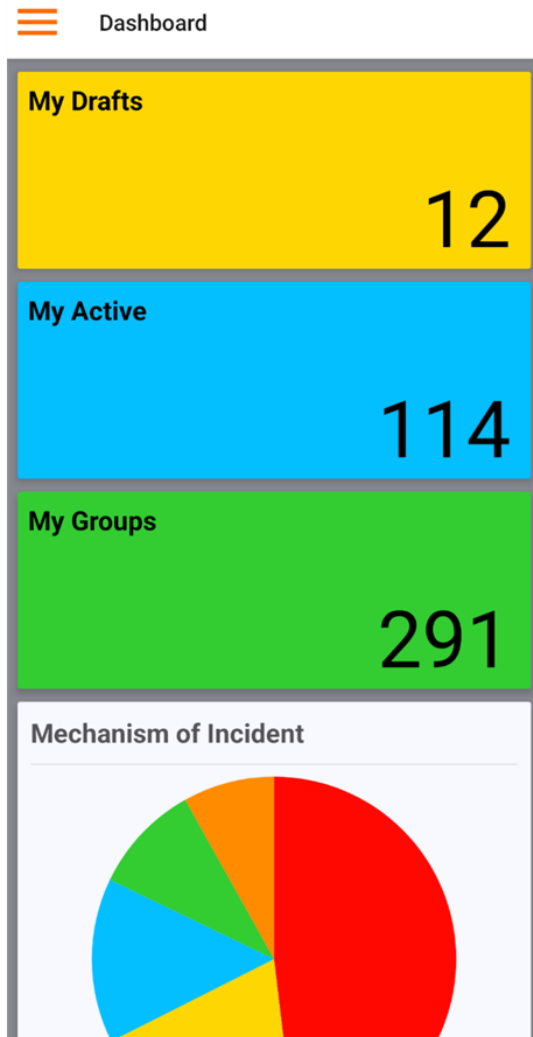 Dashboard
My Drafts
12
My Active
114
My Groups
291
Mechanism of Incident